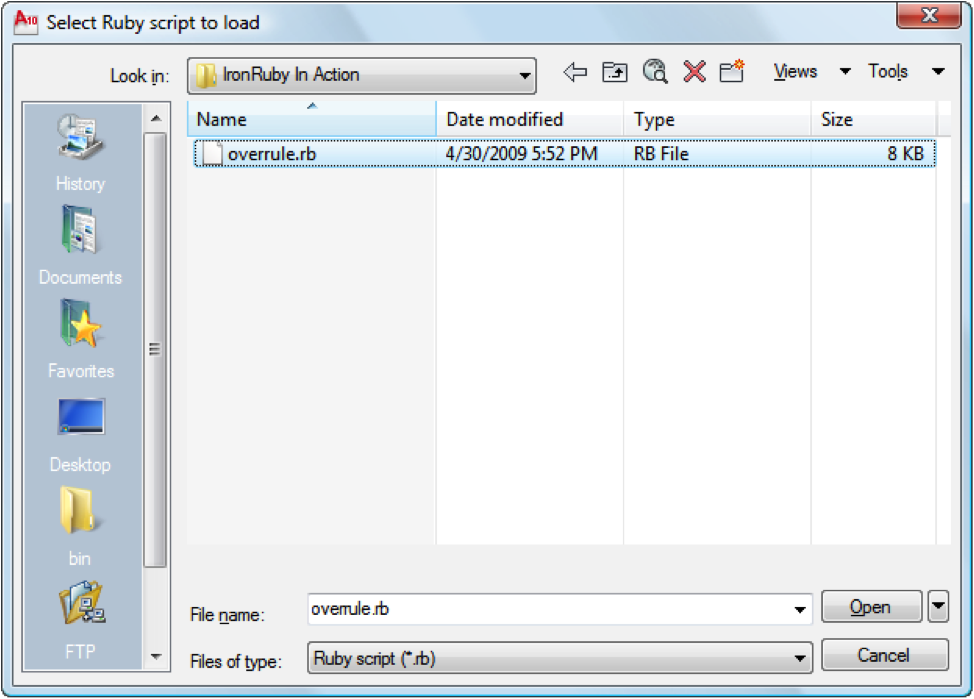 A10 Select Ruby script to load X
Look in: IronRuby In Action Views Tools
Name Date modified Type Size
overrule.rb 4/30/2009 5:52 PM RB File 8 KB
History
Documents
Favorites
Desktop
bin
FTP
File name: overrule.rb Open
Files of type: Ruby script (*.rb) Cancel